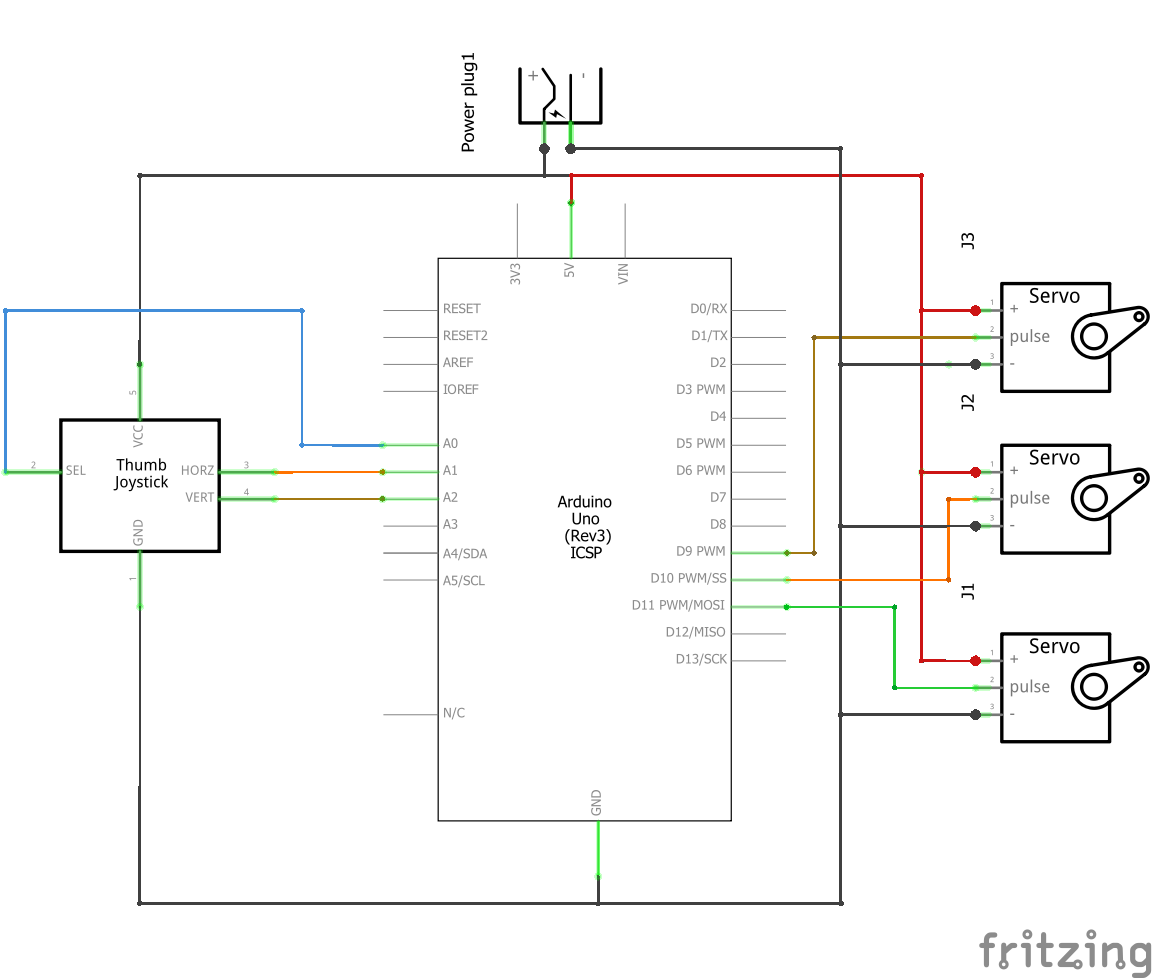 Power plug1
+
-
3V3
5V
VIN
J3
RESET
RESET2
AREF
IOREF
A0
A1
A2
A3
A4/SDA
A5/SCL
N/C
D0/RX
D1/TX
D2
D3 PWM
D4
D5 PWM
D6 PWM
D7
D8
D9 PWM
D10 PWM/SS
D11 PWM/MOSI
D12/MISO
D13/SCK
Arduino
Uno
(Rev3)
ICSP
GND
5
VCC
2
SEL
Thumb
Joystick
HORZ
3
VERT
4
GND
1
Servo
1
+
2
pulse
3
-
J2
Servo
1
+
2
pulse
3
-
J1
Servo
1
+
2
pulse
3
-
fritzing